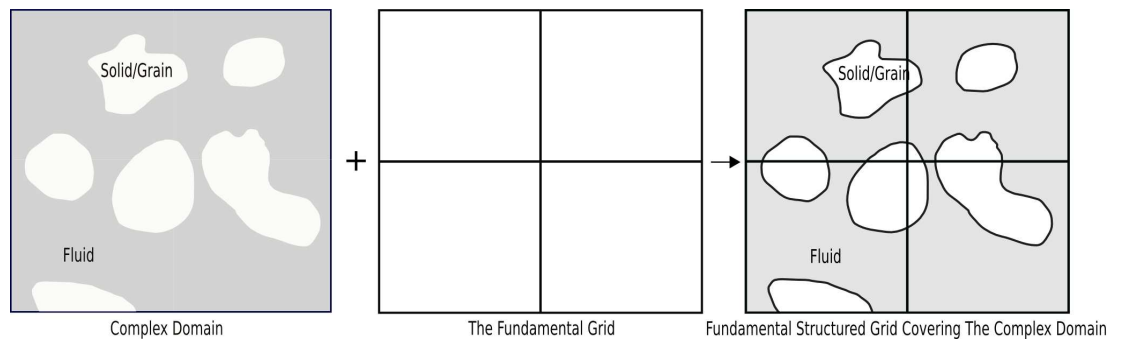 Solid/Grain
Fluid
Complex Domain
+
The Fundamental Grid
Solid/Grain
Fluid
Fundamental Structured Grid Covering The Complex Domain